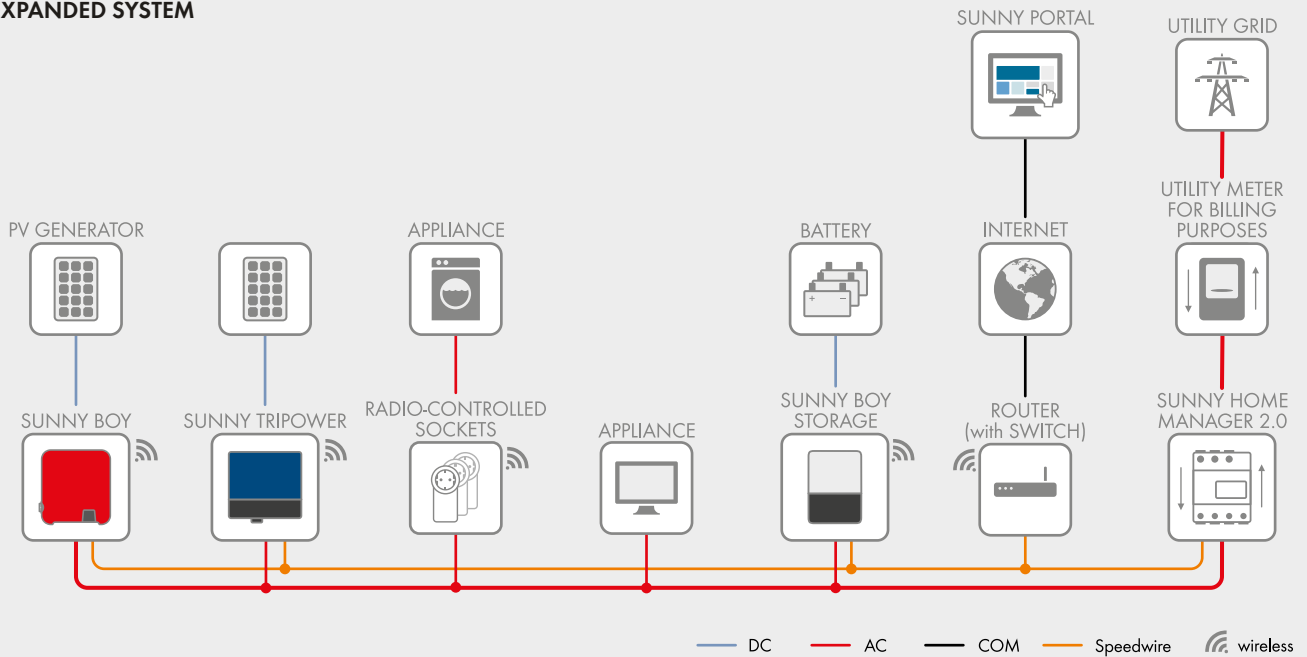 XPANDED SYSTEM
SUNNY PORTAL
UTILITY GRID
UTILITY METER
FOR BILLING
PURPOSES
PV GENERATOR
APPLIANCE
BATTERY
INTERNET
SUNNY BOY
SUNNY TRIPOWER
RADIO-CONTROLLED
SOCKETS
APPLIANCE
SUNNY BOY
STORAGE
ROUTER
(with SWITCH)
SUNNY HOME
MANAGER 2.0
DC
AC
COM
Speedwire
wireless